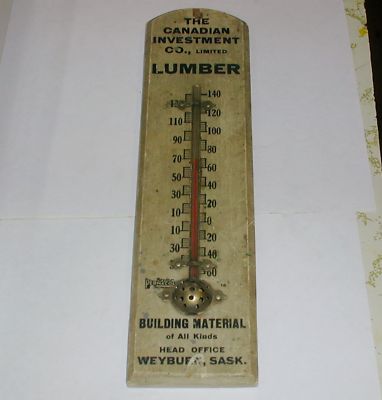 THE
CANADIAN
INVESTMENT
CO., LIMITED
LUMBER
140
120
110
100
90
80
70
60
50
40
30
20
10
0
10
20
30
40
60
BUILDING MATERIAL
of All Kinds
HEAD OFFICE
WEYBURN, SASK.